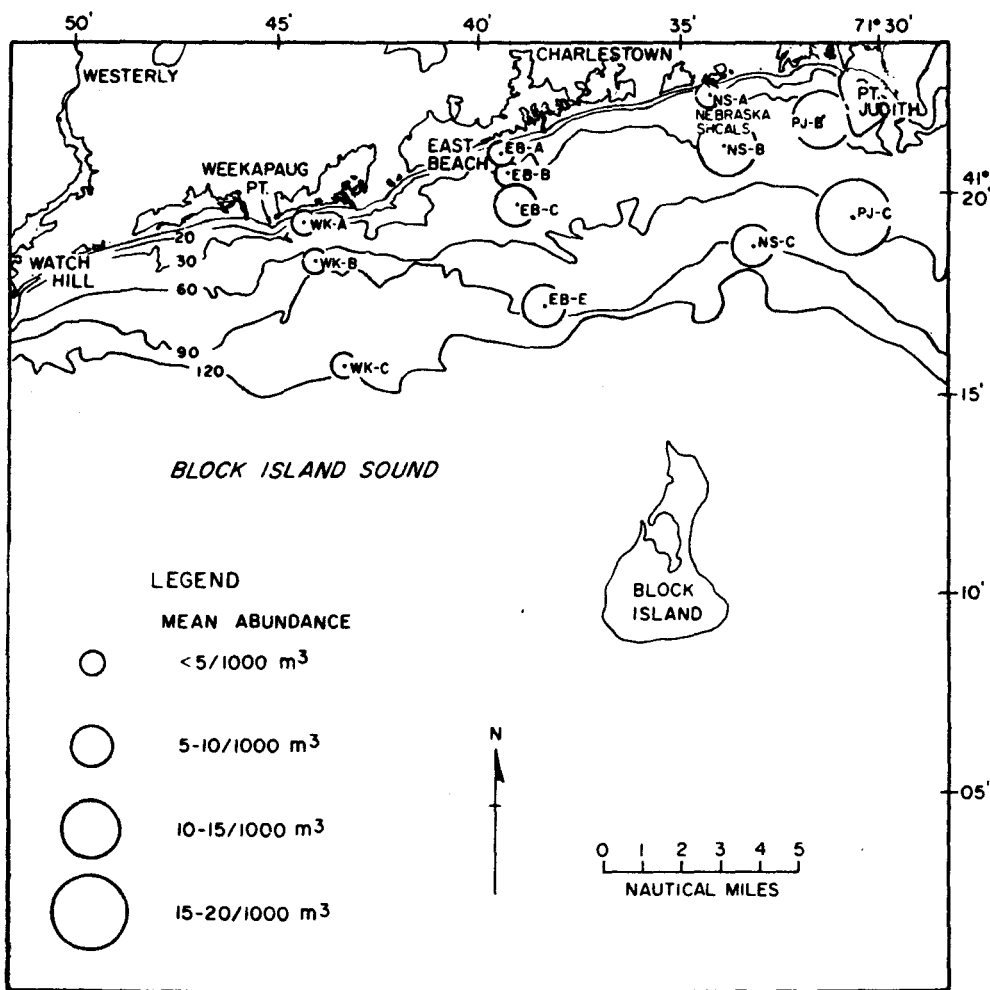 50' 45' 40' 35' 71° 30'
WESTERLY
CHARLESTOWN
PT.
JUDITH
NS-A
NEBRASKA
SHOALS
PJ-B
NS-B
EAST
BEACH
EB-A
EB-B
EB-C
WEEKAPAUG
PT.
WK-A
41°
20'
PJ-C
NS-C
20
30
60
90
120
WATCH
HILL
WK-B
EB-E
WK-C
15'
BLOCK ISLAND SOUND
BLOCK
ISLAND
10'
05'
LEGEND
MEAN ABUNDANCE
<5/1000 m³
5-10/1000 m³
10-15/1000 m³
15-20/1000 m³
N
0 1 2 3 4 5
NAUTICAL MILES